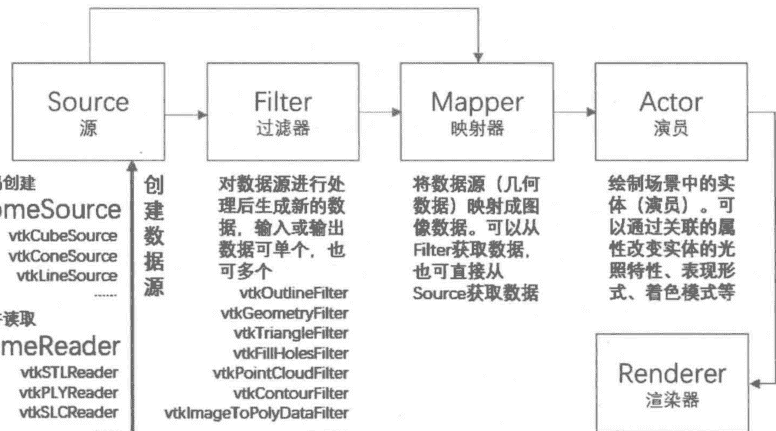 Source
源
Filter
过滤器
Mapper
映射器
Actor
演员
创建
omeSource
vtkCubeSource
vtkConeSource
vtkLineSource
......
读取
meReader
vtkSTLReader
vtkPLYReader
vtkSLCReader
创
建
数
据
源
对数据源进行处
理后生成新的数
据，输入或输出
数据可单个，也
可多个
vtkOutlineFilter
vtkGeometryFilter
vtkTriangleFilter
vtkFillHolesFilter
vtkPointCloudFilter
vtkContourFilter
vtkImageToPolyDataFilter
将数据源（几何
数据）映射成图
像数据。可以从
Filter获取数据，
也可直接从
Source获取数据
绘制场景中的实
体（演员）。可
以通过关联的属
性改变实体的光
照特性、表现形
式、着色模式等
Renderer
渲染器